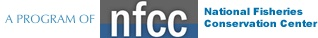 A PROGRAM OF nfcc National Fisheries
Conservation Center